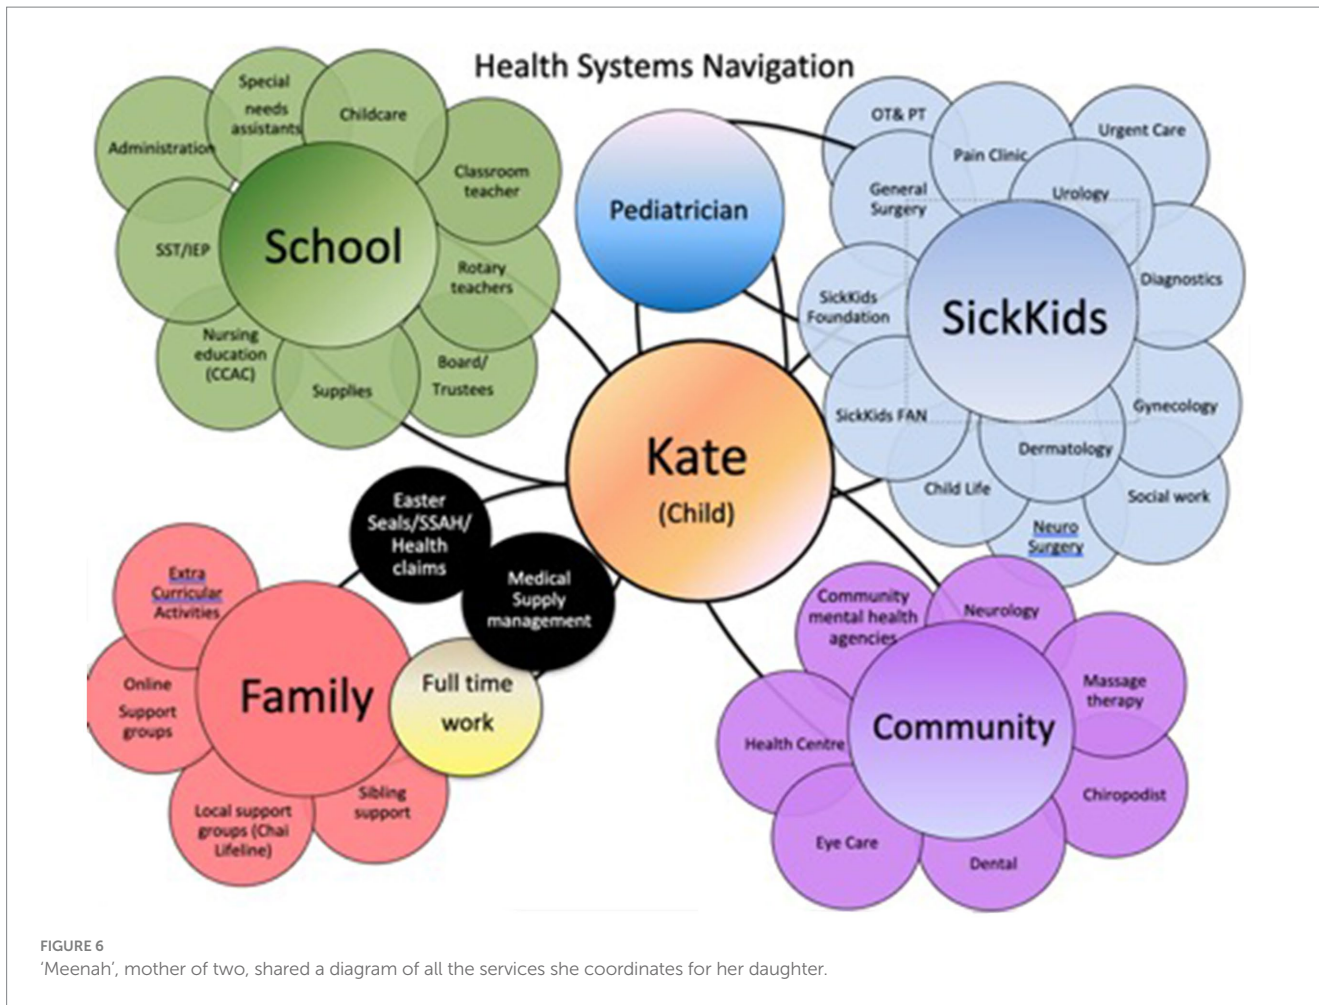 Health Systems Navigation
Special
needs
assistants
Childcare
Administration
Classroom
teacher
School
SST/IEP
Rotary
teachers
Nursing
education
(CCAC)
Supplies
Board/
Trustees
Pediatrician
OT& PT
Pain Clinic
Urgent Care
General
Surgery
Urology
SickKids
Foundation
SickKids
Diagnostics
SickKids FAN
Gynecology
Dermatology
Child Life
Social work
Neuro
Surgery
Kate
(Child)
Easter
Seals/SSAH/
Health
claims
Medical
Supply
management
Extra
Curricular
Activities
Family
Full time
work
Online
Support
groups
Local support
groups (Chai
Lifeline)
Sibling
support
Community
mental health
agencies
Neurology
Massage
therapy
Community
Health Centre
Chiropodist
Eye Care
Dental
FIGURE 6
‘Meenah’, mother of two, shared a diagram of all the services she coordinates for her daughter.